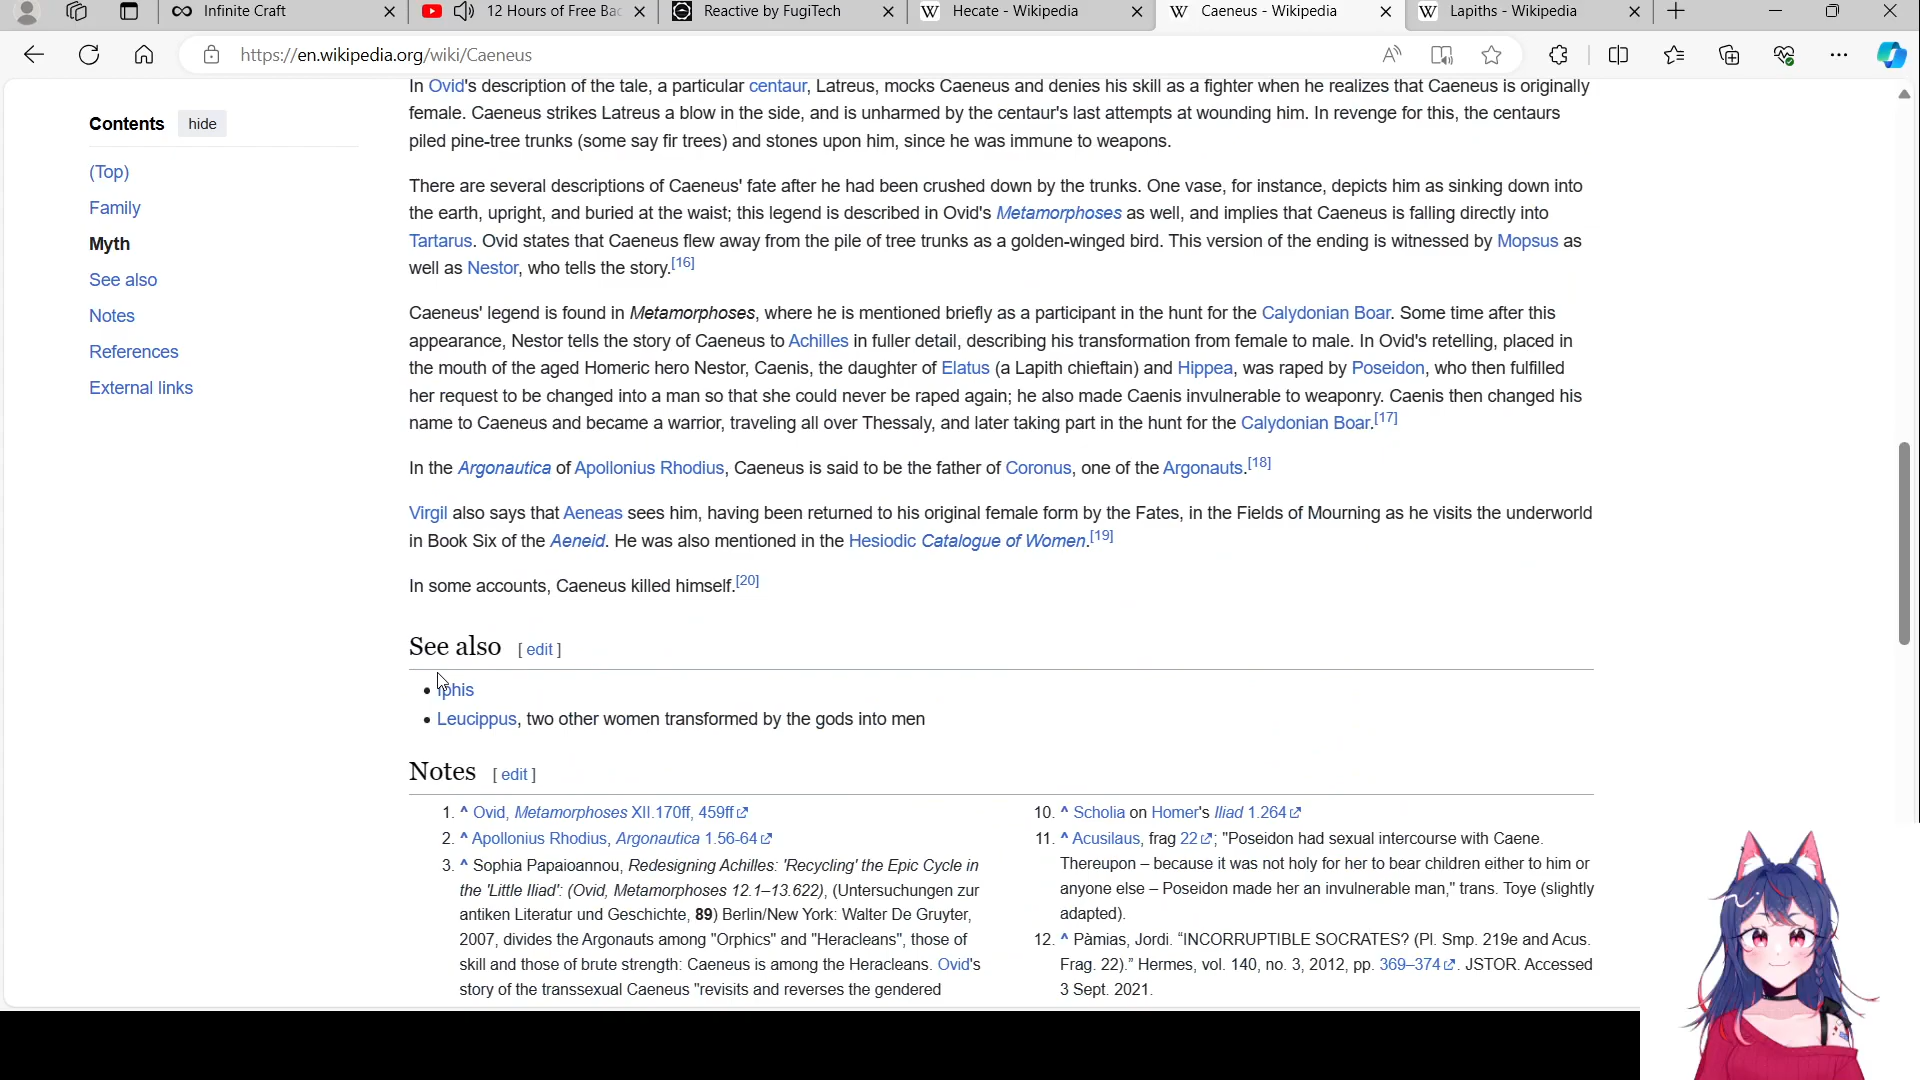 Infinite Craft
12 Hours of Free Bac
Reactive by FugiTech
Hecate - Wikipedia
Caeneus - Wikipedia
Lapiths - Wikipedia
https://en.wikipedia.org/wiki/Caeneus
Contents hide
(Top)
Family
Myth
See also
Notes
References
External links
In Ovid's description of the tale, a particular centaur, Latreus, mocks Caeneus and denies his skill as a fighter when he realizes that Caeneus is originally
female. Caeneus strikes Latreus a blow in the side, and is unharmed by the centaur's last attempts at wounding him. In revenge for this, the centaurs
piled pine-tree trunks (some say fir trees) and stones upon him, since he was immune to weapons.
There are several descriptions of Caeneus' fate after he had been crushed down by the trunks. One vase, for instance, depicts him as sinking down into
the earth, upright, and buried at the waist; this legend is described in Ovid's Metamorphoses as well, and implies that Caeneus is falling directly into
Tartarus. Ovid states that Caeneus flew away from the pile of tree trunks as a golden-winged bird. This version of the ending is witnessed by Mopsus as
well as Nestor, who tells the story.[16]
Caeneus' legend is found in Metamorphoses, where he is mentioned briefly as a participant in the hunt for the Calydonian Boar. Some time after this
appearance, Nestor tells the story of Caeneus to Achilles in fuller detail, describing his transformation from female to male. In Ovid's retelling, placed in
the mouth of the aged Homeric hero Nestor, Caenis, the daughter of Elatus (a Lapith chieftain) and Hippea, was raped by Poseidon, who then fulfilled
her request to be changed into a man so that she could never be raped again; he also made Caenis invulnerable to weaponry. Caenis then changed his
name to Caeneus and became a warrior, traveling all over Thessaly, and later taking part in the hunt for the Calydonian Boar.[17]
In the Argonautica of Apollonius Rhodius, Caeneus is said to be the father of Coronus, one of the Argonauts.[18]
Virgil also says that Aeneas sees him, having been returned to his original female form by the Fates, in the Fields of Mourning as he visits the underworld
in Book Six of the Aeneid. He was also mentioned in the Hesiodic Catalogue of Women.[19]
In some accounts, Caeneus killed himself.[20]
See also [ edit ]
• Iphis
• Leucippus, two other women transformed by the gods into men
Notes [ edit ]
1. ^ Ovid, Metamorphoses XII.170ff, 459ff
2. ^ Apollonius Rhodius, Argonautica 1.56-64
3. ^ Sophia Papaioannou, Redesigning Achilles: 'Recycling' the Epic Cycle in
the 'Little Iliad': (Ovid, Metamorphoses 12.1–13.622), (Untersuchungen zur
antiken Literatur und Geschichte, 89) Berlin/New York: Walter De Gruyter,
2007, divides the Argonauts among "Orphics" and "Heracleans", those of
skill and those of brute strength: Caeneus is among the Heracleans. Ovid's
story of the transsexual Caeneus "revisits and reverses the gendered
10. ^ Scholia on Homer's Iliad 1.264
11. ^ Acusilaus, frag 22; "Poseidon had sexual intercourse with Caene.
Thereupon – because it was not holy for her to bear children either to him or
anyone else – Poseidon made her an invulnerable man," trans. Toye (slightly
adapted).
12. ^ Pàmias, Jordi. “INCORRUPTIBLE SOCRATES? (Pl. Smp. 219e and Acus.
Frag. 22).” Hermes, vol. 140, no. 3, 2012, pp. 369–374. JSTOR. Accessed
3 Sept. 2021.